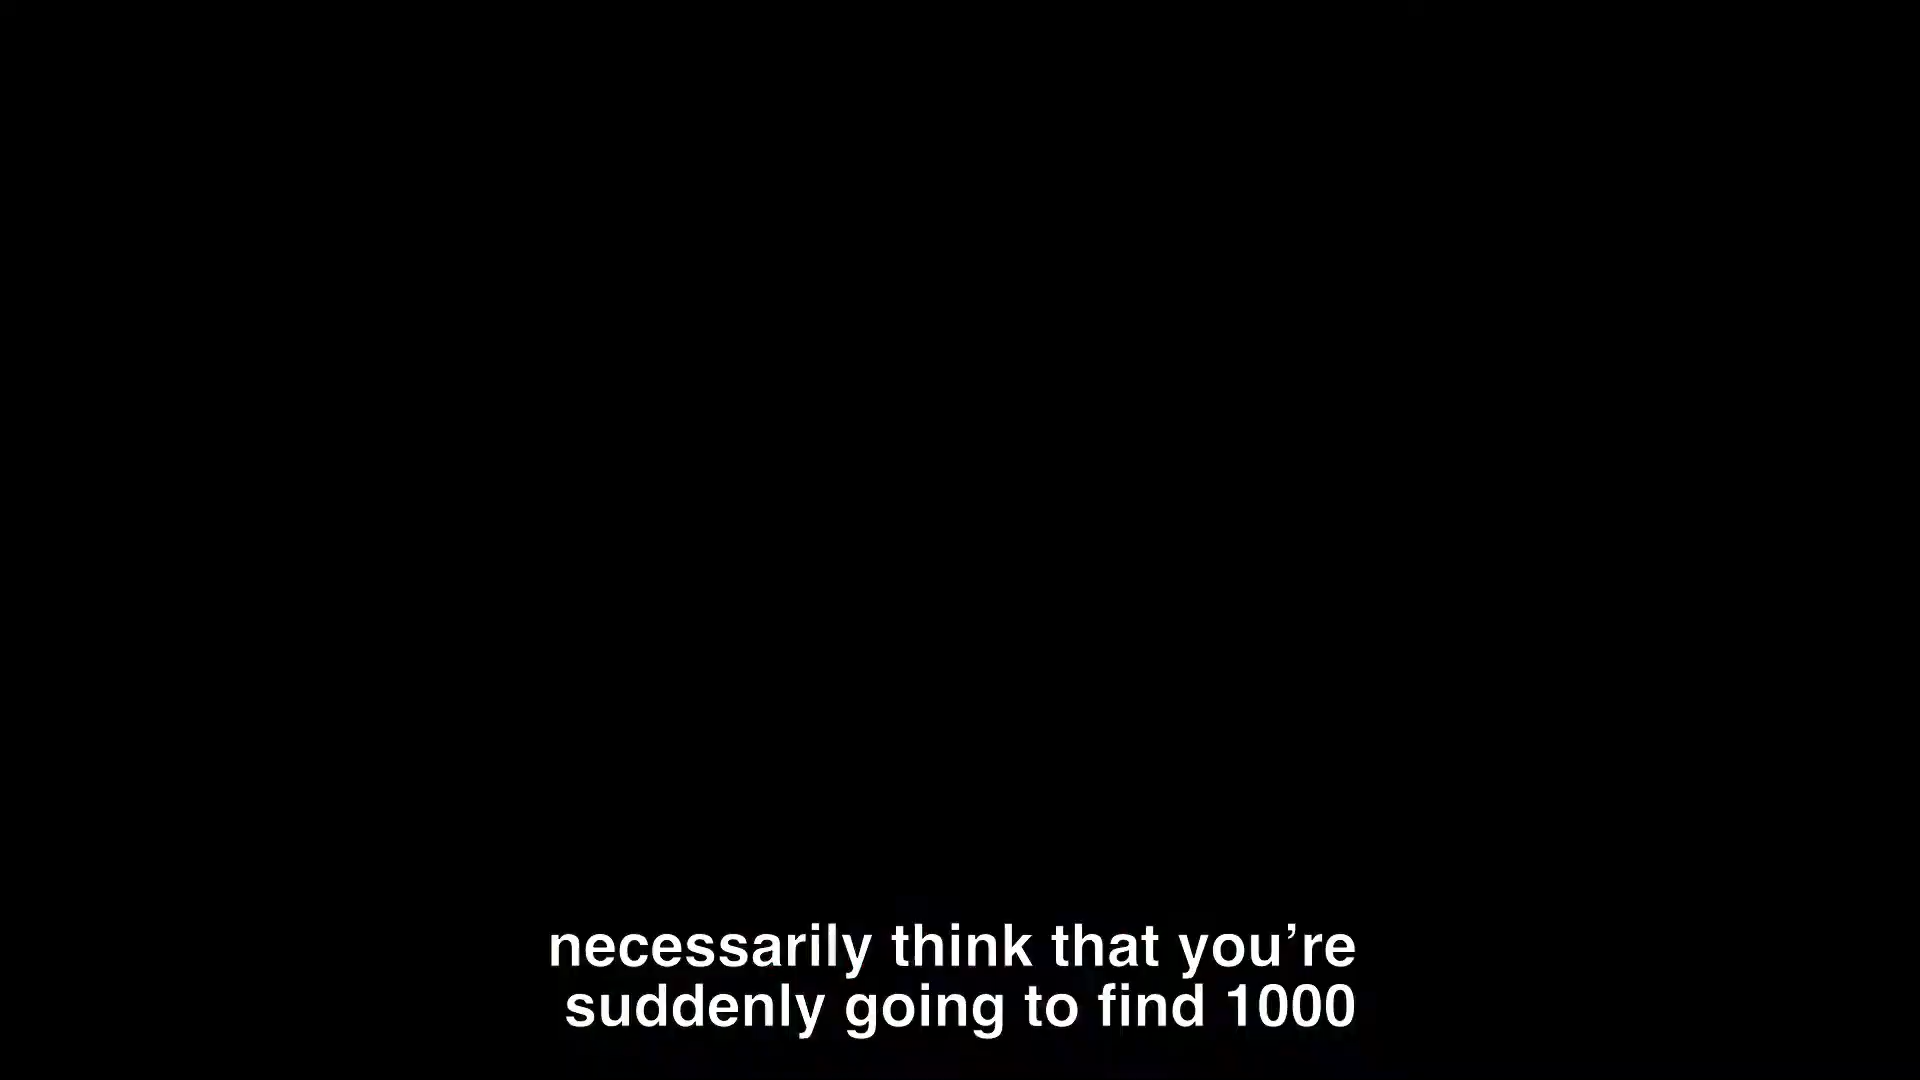 necessarily think that you’re
suddenly going to find 1000